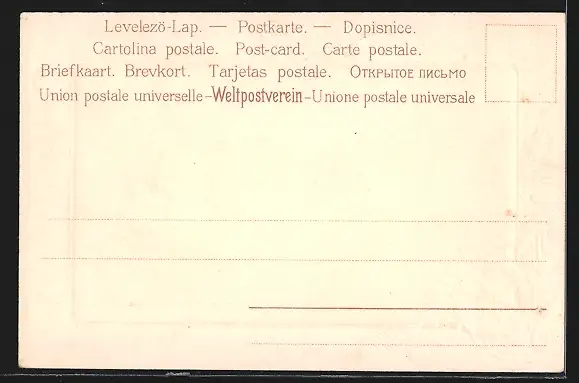 Levelezö-Lap. — Postkarte. — Dopisnice.
Cartolina postale. Post-card. Carte postale.
Briefkaart. Brevkort. Tarjetas postale. Открытое письмо
Union postale universelle-Weltpostverein-Unione postale universale